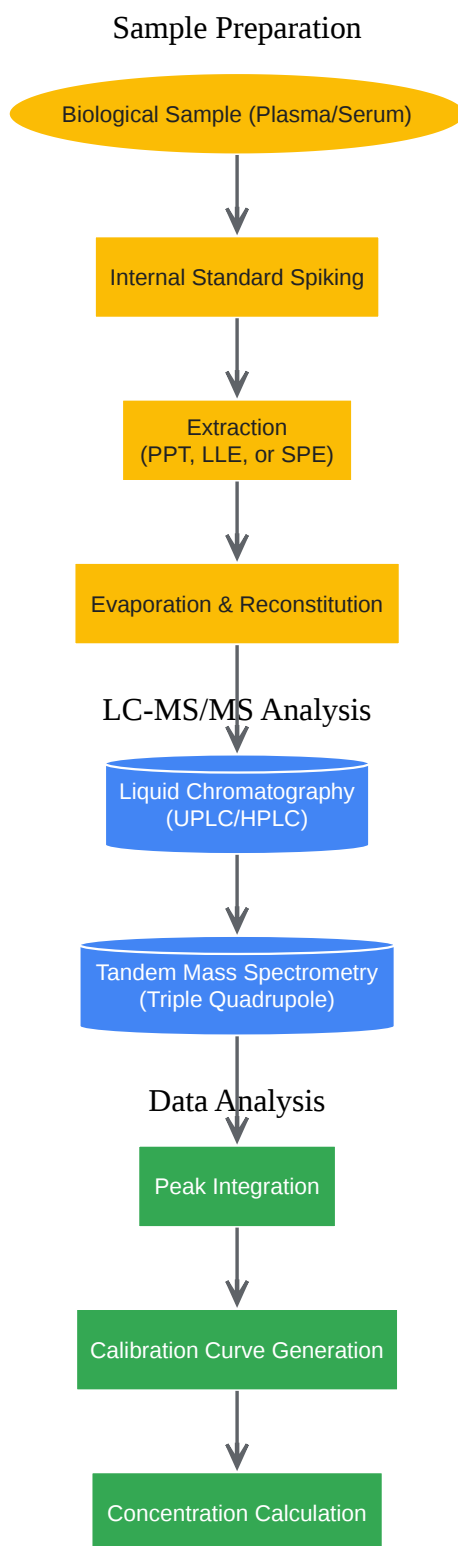 Sample Preparation
Biological Sample (Plasma/Serum)
Internal Standard Spiking
Extraction
(PPT, LLE, or SPE)
Evaporation & Reconstitution
LC-MS/MS Analysis
Liquid Chromatography
(UPLC/HPLC)
Tandem Mass Spectrometry
(Triple Quadrupole)
Data Analysis
Peak Integration
Calibration Curve Generation
Concentration Calculation